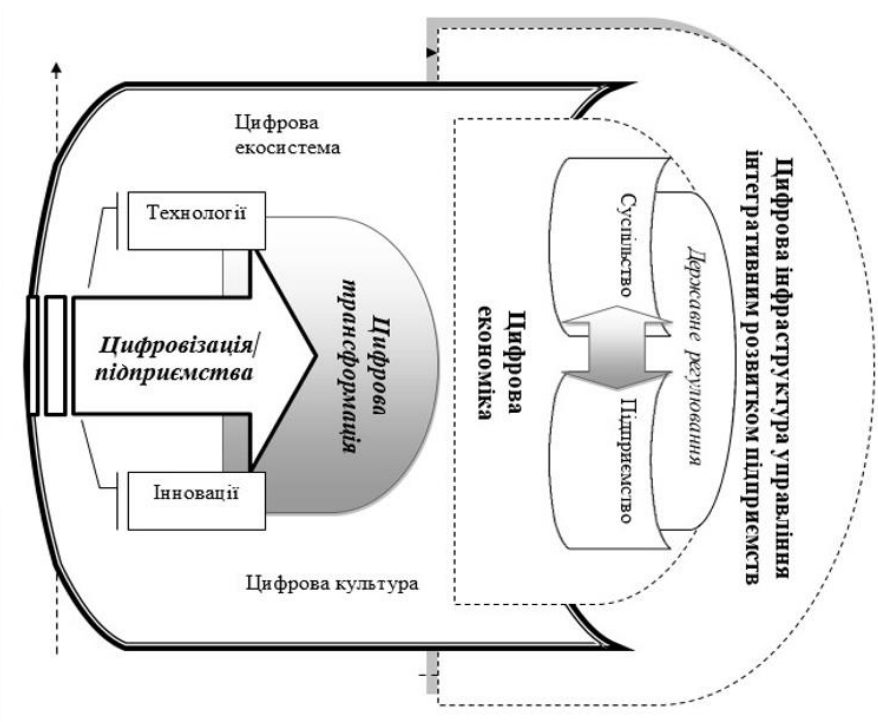 Цифрова
екосистема
Технології
Цифровізація/
підприємства
Інновації
Цифрова культура
Цифрова
трансформація
Цифрова
економіка
Суспільство
Підприємство
Державне регулювання
Цифрова інфраструктура управління
інтегративним розвитком підприємств